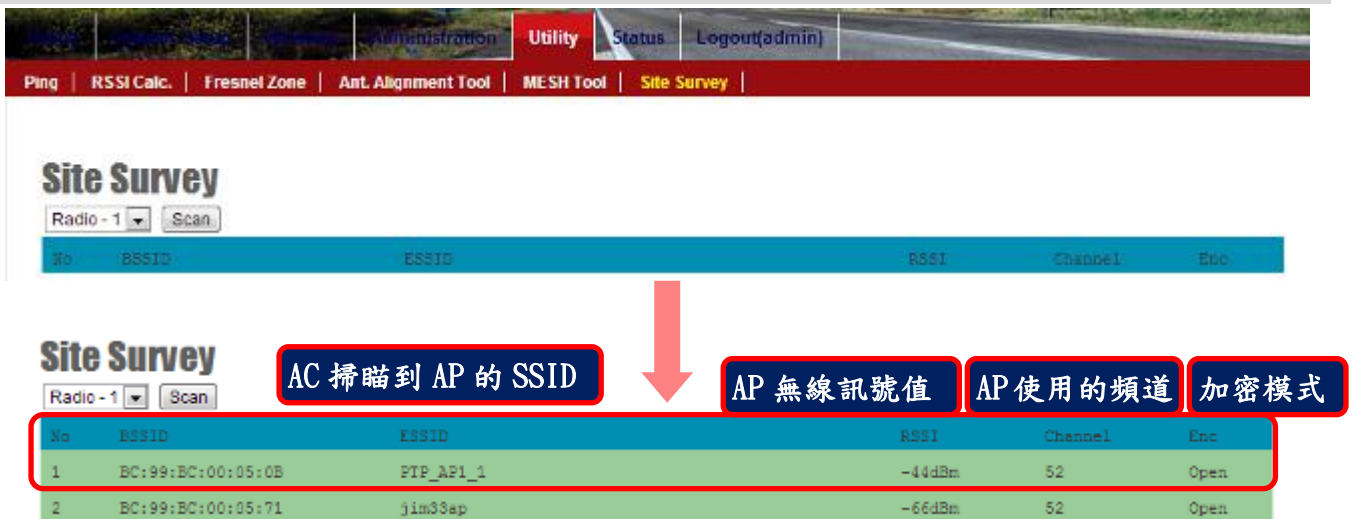 Administration Utility Status Logout(admin)
Ping | RSSI Calc. | Fresnel Zone | Ant. Alignment Tool | MESH Tool | Site Survey |
Site Survey
Radio - 1 Scan
No BSSID ESSID RSSI Channel Enc
Site Survey
AC 掃瞄到 AP 的 SSID
AP 無線訊號值
AP 使用的頻道
加密模式
Radio - 1 Scan
No BSSID ESSID RSSI Channel Enc
1 BC:99:BC:00:05:0B PTP_AP1_1 -44dBm 52 Open
2 BC:99:BC:00:05:71 jim33ap -66dBm 52 Open